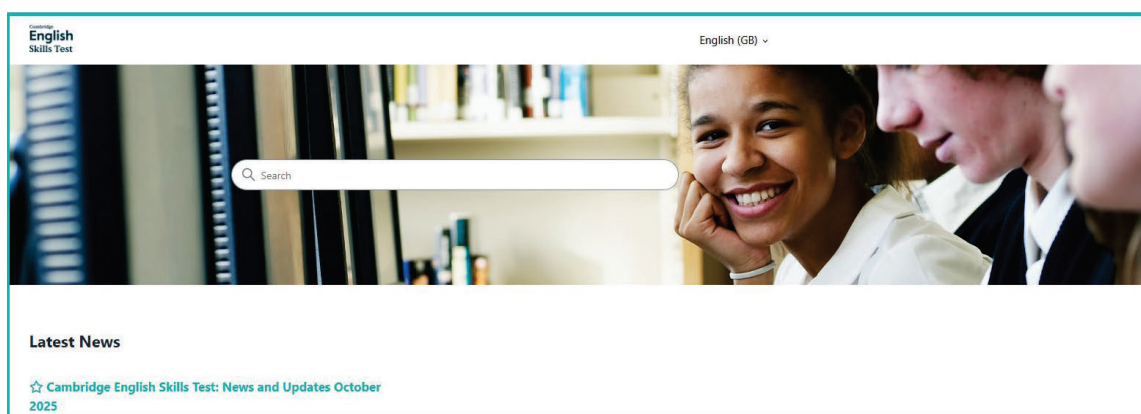 Cambridge
English
Skills Test
English (GB)
Search
Latest News
Cambridge English Skills Test: News and Updates October
2025